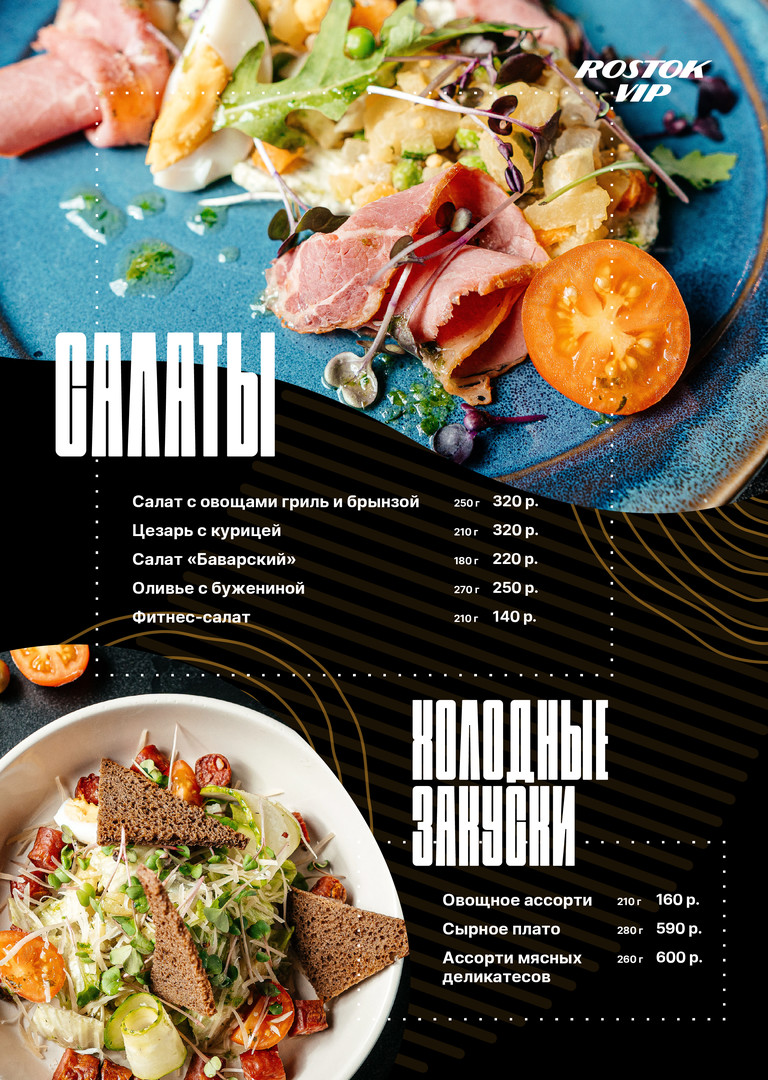 ROSTOK
VIP
САЛАТЫ
Салат с овощами гриль и брынзой 250 г 320 р.
Цезарь с курицей 210 г 320 р.
Салат «Баварский» 180 г 220 р.
Оливье с бужениной 270 г 250 р.
Фитнес-салат 210 г 140 р.
ХОЛОДНЫЕ
ЗАКУСКИ
Овощное ассорти 210 г 160 р.
Сырное плато 280 г 590 р.
Ассорти мясных 260 г 600 р.
деликатесов